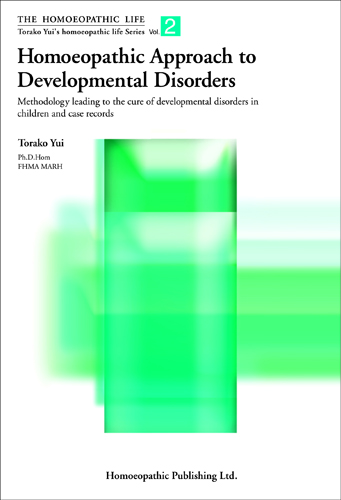 THE HOMOEOPATHIC LIFE
Torako Yui's homoeopathic life Series Vol. 2
Homoeopathic Approach to
Developmental Disorders
Methodology leading to the cure of developmental disorders in
children and case records
Torako Yui
Ph.D.Hom
FHMA MARH
Homoeopathic Publishing Ltd.